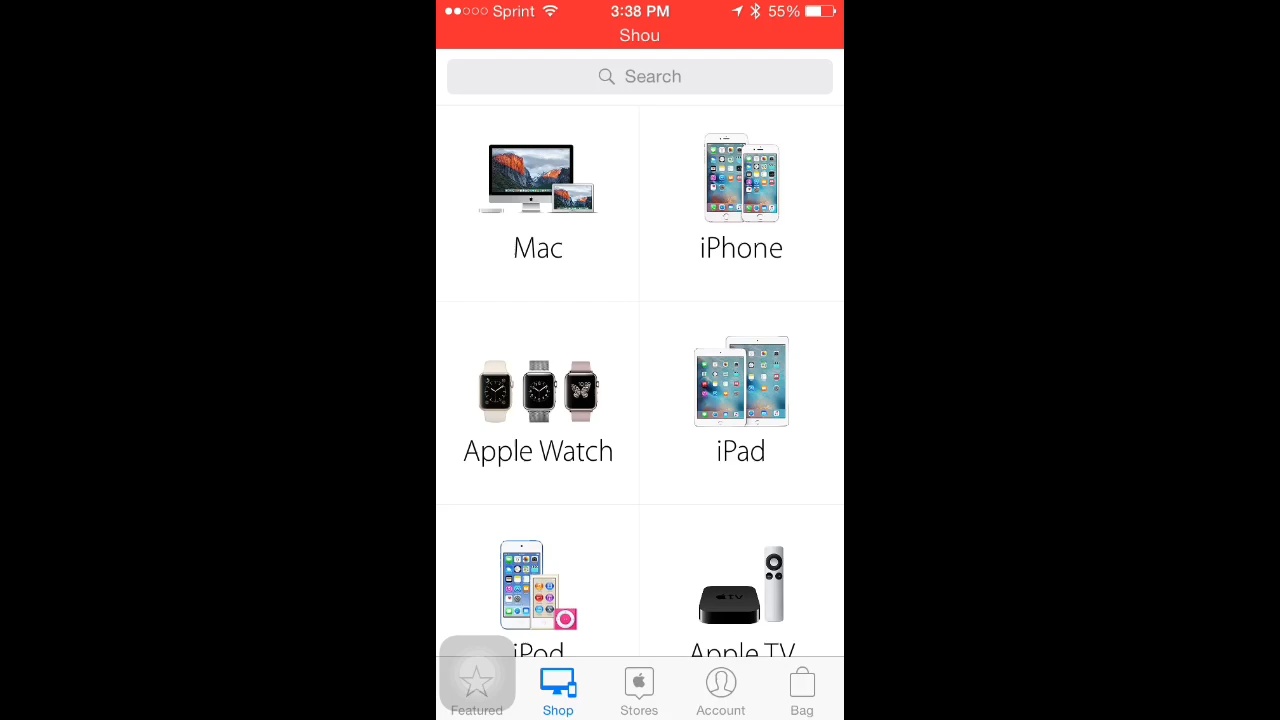 Sprint 3:38 PM 55%
Shou
Search
Mac iPhone
Apple Watch iPad
iPod Apple TV
Featured Shop Stores Account Bag